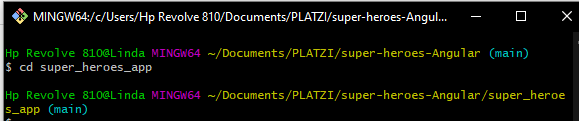 MINGW64:/c/Users/Hp Revolve 810/Documents/PLATZI/super-heroes-Angul...
Hp Revolve 810@Linda MINGW64 ~/Documents/PLATZI/super-heroes-Angular (main)
$ cd super_heroes_app
Hp Revolve 810@Linda MINGW64 ~/Documents/PLATZI/super-heroes-Angular/super_heroe
s_app (main)